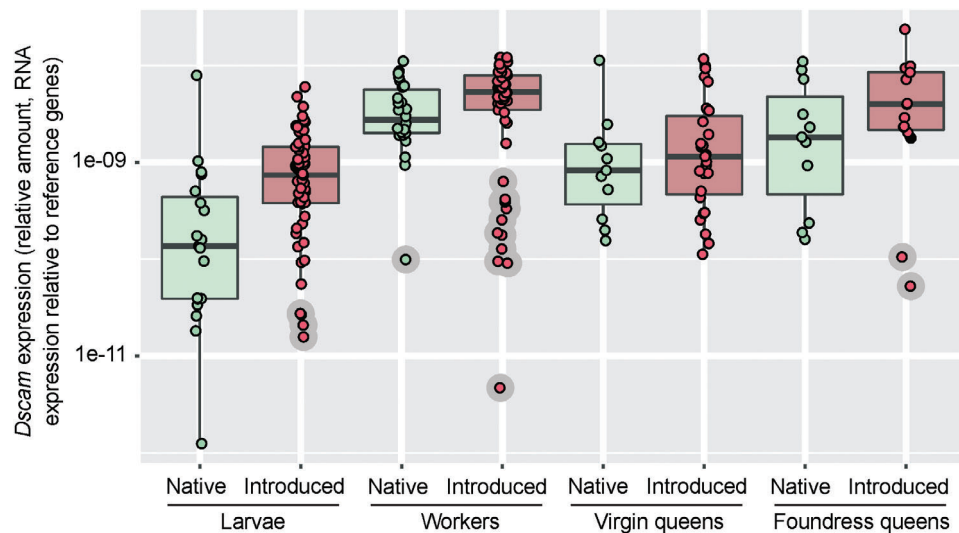 Dscam expression (relative amount, RNA
expression relative to reference genes)
1e-09
1e-11
Native Introduced Native Introduced Native Introduced Native Introduced
Larvae Workers Virgin queens Foundress queens